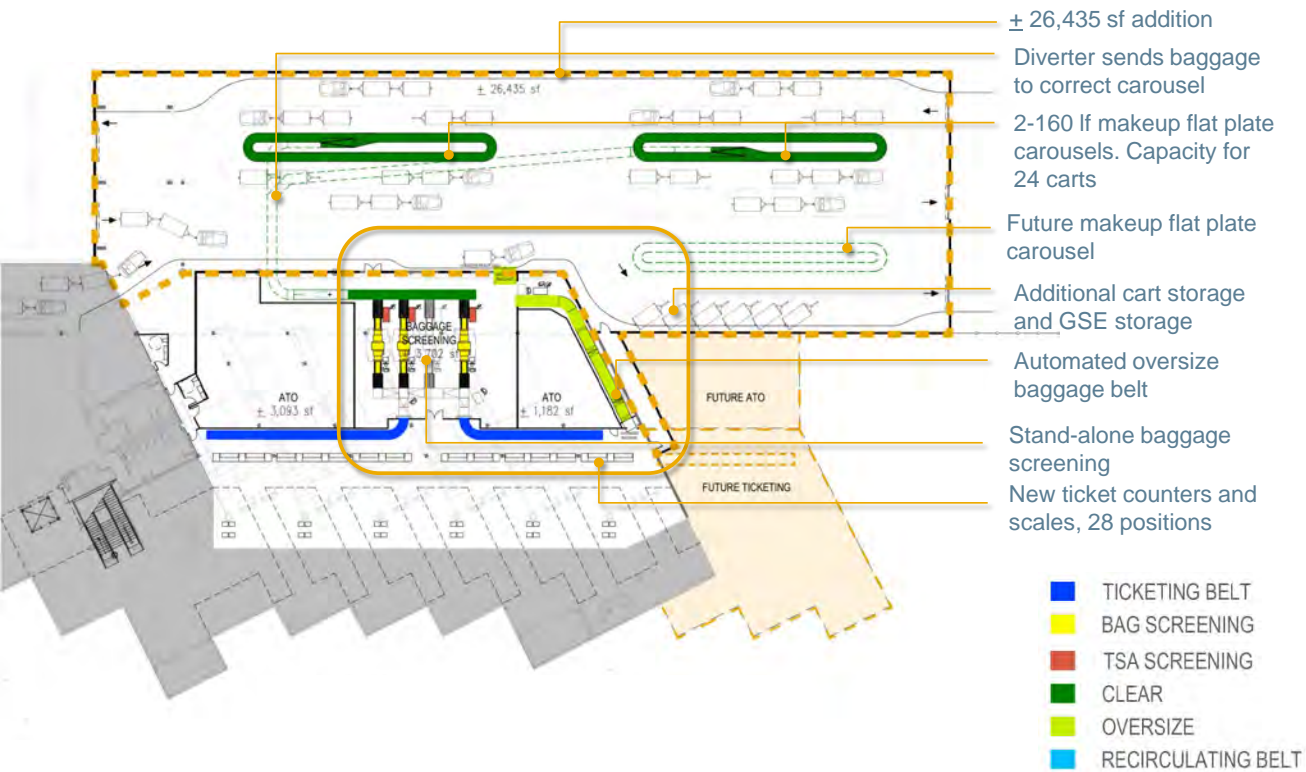 ± 26,435 sf addition
Diverter sends baggage
to correct carousel
2-160 lf makeup flat plate
carousels. Capacity for
24 carts
Future makeup flat plate
carousel
Additional cart storage
and GSE storage
Automated oversize
baggage belt
Stand-alone baggage
screening
New ticket counters and
scales, 28 positions
± 26,435 sf
BAGGAGE
SCREENING
ATO
± 3,093 sf
ATO
± 1,182 sf
FUTURE ATO
FUTURE TICKETING
TICKETING BELT
BAG SCREENING
TSA SCREENING
CLEAR
OVERSIZE
RECIRCULATING BELT